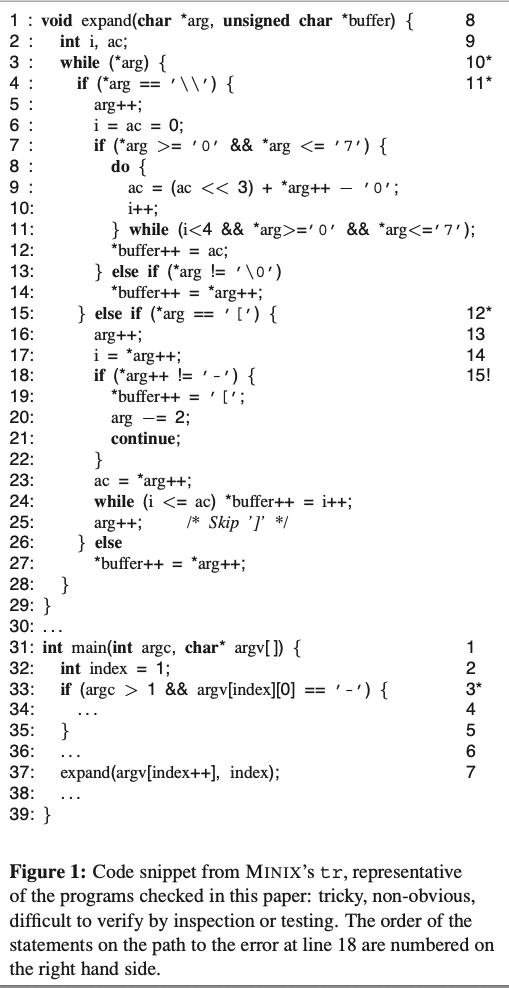 1 : void expand(char *arg, unsigned char *buffer) { 8
2 : int i, ac; 9
3 : while (*arg) { 10*
4 : if (*arg == '\\') { 11*
5 : arg++;
6 : i = ac = 0;
7 : if (*arg >= '0' && *arg <= '7') {
8 : do {
9 : ac = (ac << 3) + *arg++ − '0';
10: i++;
11: } while (i<4 && *arg>='0' && *arg<='7');
12: *buffer++ = ac;
13: } else if (*arg != '\0')
14: *buffer++ = *arg++;
15: } else if (*arg == '[') { 12*
16: arg++; 13
17: i = *arg++; 14
18: if (*arg++ != '-') { 15!
19: *buffer++ = '[';
20: arg −= 2;
21: continue;
22: }
23: ac = *arg++;
24: while (i <= ac) *buffer++ = i++;
25: arg++; /* Skip ']' */
26: } else
27: *buffer++ = *arg++;
28: }
29: }
30: ...
31: int main(int argc, char* argv[ ]) { 1
32: int index = 1; 2
33: if (argc > 1 && argv[index][0] == '-') { 3*
34: ... 4
35: } 5
36: ... 6
37: expand(argv[index++], index); 7
38: ...
39: }
Figure 1: Code snippet from MINIX's tr, representative
of the programs checked in this paper: tricky, non-obvious,
difficult to verify by inspection or testing. The order of the
statements on the path to the error at line 18 are numbered on
the right hand side.